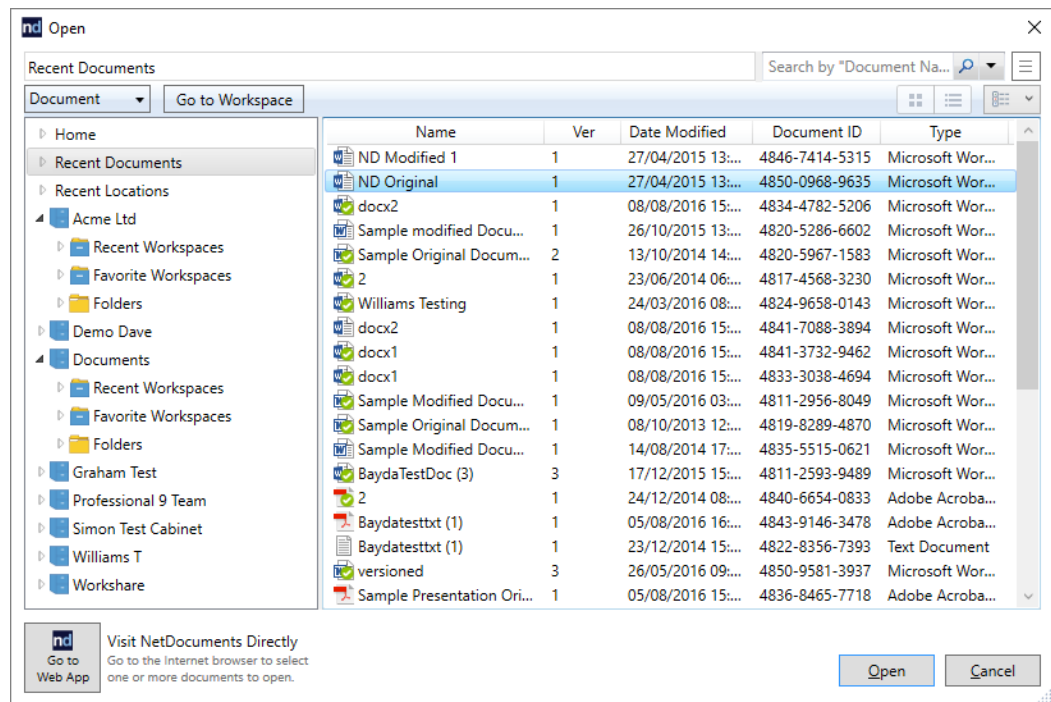 nd Open
Recent Documents
Search by "Document Na...
Document
Go to Workspace
Home
Recent Documents
Recent Locations
Acme Ltd
Recent Workspaces
Favorite Workspaces
Folders
Demo Dave
Documents
Recent Workspaces
Favorite Workspaces
Folders
Graham Test
Professional 9 Team
Simon Test Cabinet
Williams T
Workshare
Name Ver Date Modified Document ID Type
ND Modified 1 1 27/04/2015 13:... 4846-7414-5315 Microsoft Wor...
ND Original 1 27/04/2015 13:... 4850-0968-9635 Microsoft Wor...
docx2 1 08/08/2016 15:... 4834-4782-5206 Microsoft Wor...
Sample modified Docu... 1 26/10/2015 13:... 4820-5286-6602 Microsoft Wor...
Sample Original Docum... 2 13/10/2014 14:... 4820-5967-1583 Microsoft Wor...
2 1 23/06/2014 06:... 4817-4568-3230 Microsoft Wor...
Williams Testing 1 24/03/2016 08:... 4824-9658-0143 Microsoft Wor...
docx2 1 08/08/2016 15:... 4841-7088-3894 Microsoft Wor...
docx1 1 08/08/2016 15:... 4841-3732-9462 Microsoft Wor...
docx1 1 08/08/2016 15:... 4833-3038-4694 Microsoft Wor...
Sample Modified Docu... 1 09/05/2016 03:... 4811-2956-8049 Microsoft Wor...
Sample Original Docum... 1 08/10/2013 12:... 4819-8289-4870 Microsoft Wor...
Sample Modified Docu... 1 14/08/2014 17:... 4835-5515-0621 Microsoft Wor...
BaydaTestDoc (3) 3 17/12/2015 15:... 4811-2593-9489 Microsoft Wor...
2 1 24/12/2014 08:... 4840-6654-0833 Adobe Acroba...
Baydatesttxt (1) 1 05/08/2016 16:... 4843-9146-3478 Adobe Acroba...
Baydatesttxt (1) 1 23/12/2014 15:... 4822-8356-7393 Text Document
versioned 3 26/05/2016 09:... 4850-9581-3937 Microsoft Wor...
Sample Presentation Ori... 1 05/08/2016 15:... 4836-8465-7718 Adobe Acroba...
nd
Go to
Web App
Visit NetDocuments Directly
Go to the Internet browser to select
one or more documents to open.
Open
Cancel